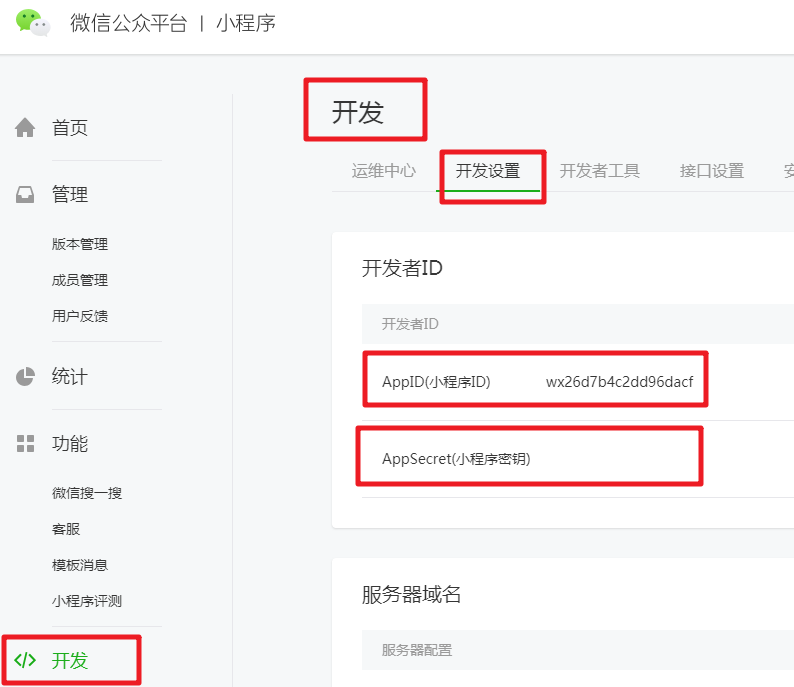 微信公众平台 | 小程序
首页
管理
版本管理
成员管理
用户反馈
统计
功能
微信搜一搜
客服
模板消息
小程序评测
开发
开发
运维中心 开发设置 开发者工具 接口设置 安
开发者ID
开发者ID
AppID(小程序ID) wx26d7b4c2dd96dacf
AppSecret(小程序密钥)
服务器域名
服务器配置